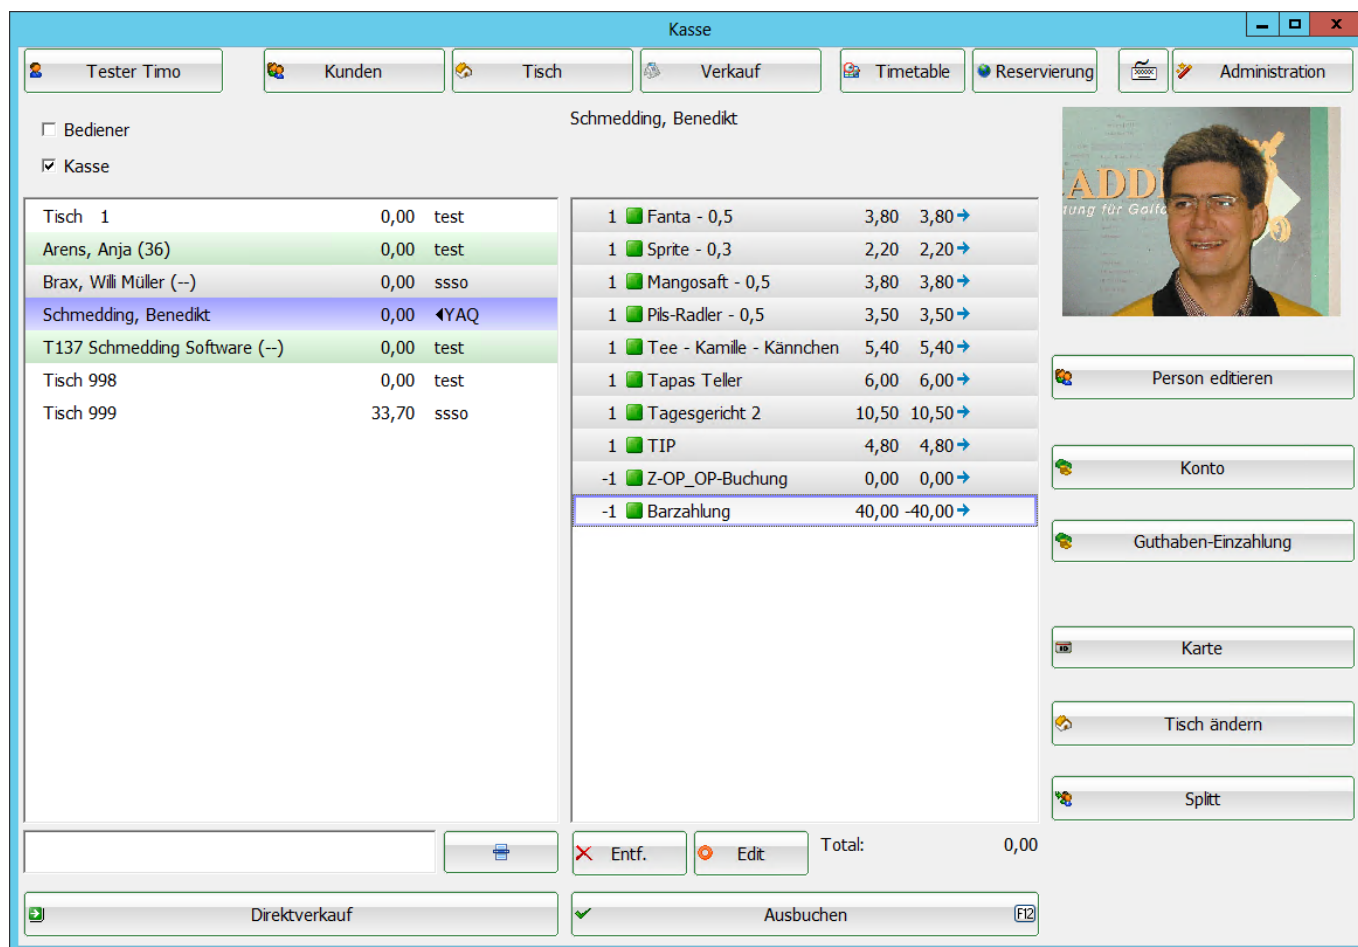 Kasse
Tester Timo Kunden Tisch Verkauf Timetable Reservierung Administration
Bediener
Kasse
Schmedding, Benedikt
Tisch 1 0,00 test
Arens, Anja (36) 0,00 test
Brax, Willi Müller (--) 0,00 ssso
Schmedding, Benedikt 0,00 YAQ
T137 Schmedding Software (--) 0,00 test
Tisch 998 0,00 test
Tisch 999 33,70 ssso
1 Fanta - 0,5 3,80 3,80
1 Sprite - 0,3 2,20 2,20
1 Mangosaft - 0,5 3,80 3,80
1 Pils-Radler - 0,5 3,50 3,50
1 Tee - Kamille - Kännchen 5,40 5,40
1 Tapas Teller 6,00 6,00
1 Tagesgericht 2 10,50 10,50
1 TIP 4,80 4,80
-1 Z-OP_OP-Buchung 0,00 0,00
-1 Barzahlung 40,00 -40,00
ADD
für Golf
Person editieren
Konto
Guthaben-Einzahlung
Karte
Tisch ändern
Splitt
Entf. Edit Total: 0,00
Direktverkauf Ausbuchen F12